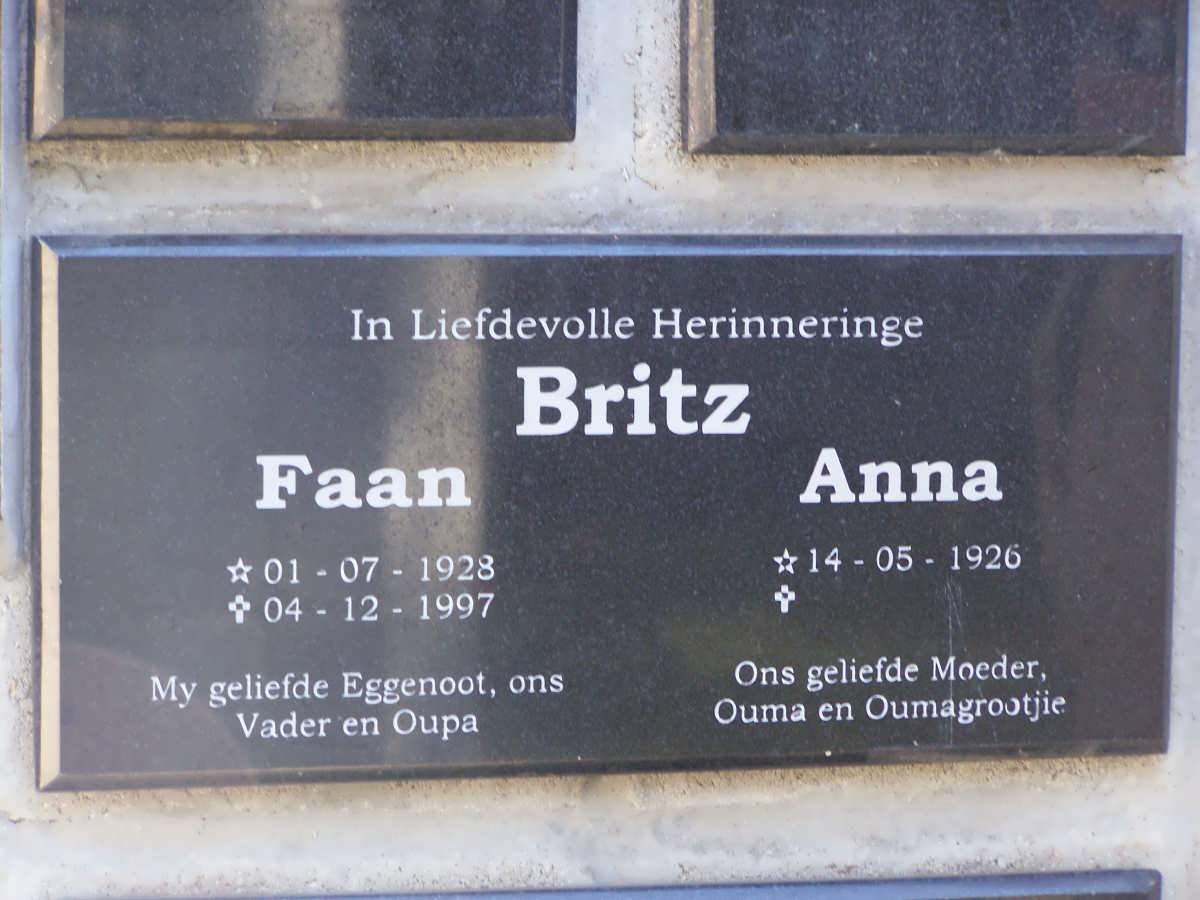 In Liefdevolle Herinneringe
Britz
Faan
☆ 01 - 07 - 1928
✞ 04 - 12 - 1997
My geliefde Eggenoot, ons
Vader en Oupa
Anna
☆ 14 - 05 - 1926
✞
Ons geliefde Moeder,
Ouma en Oumagrootjie